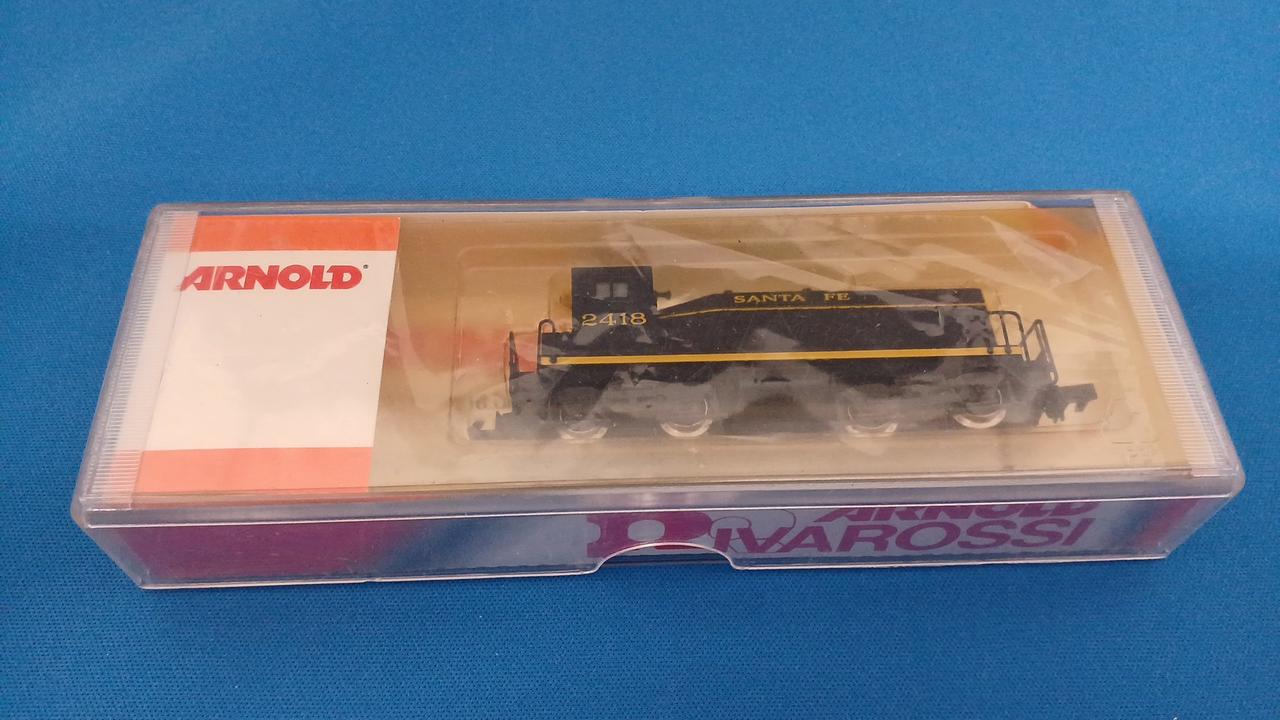 ARNOLD®
SANTA FE
2418
ARNOLD
RIVAROSSI